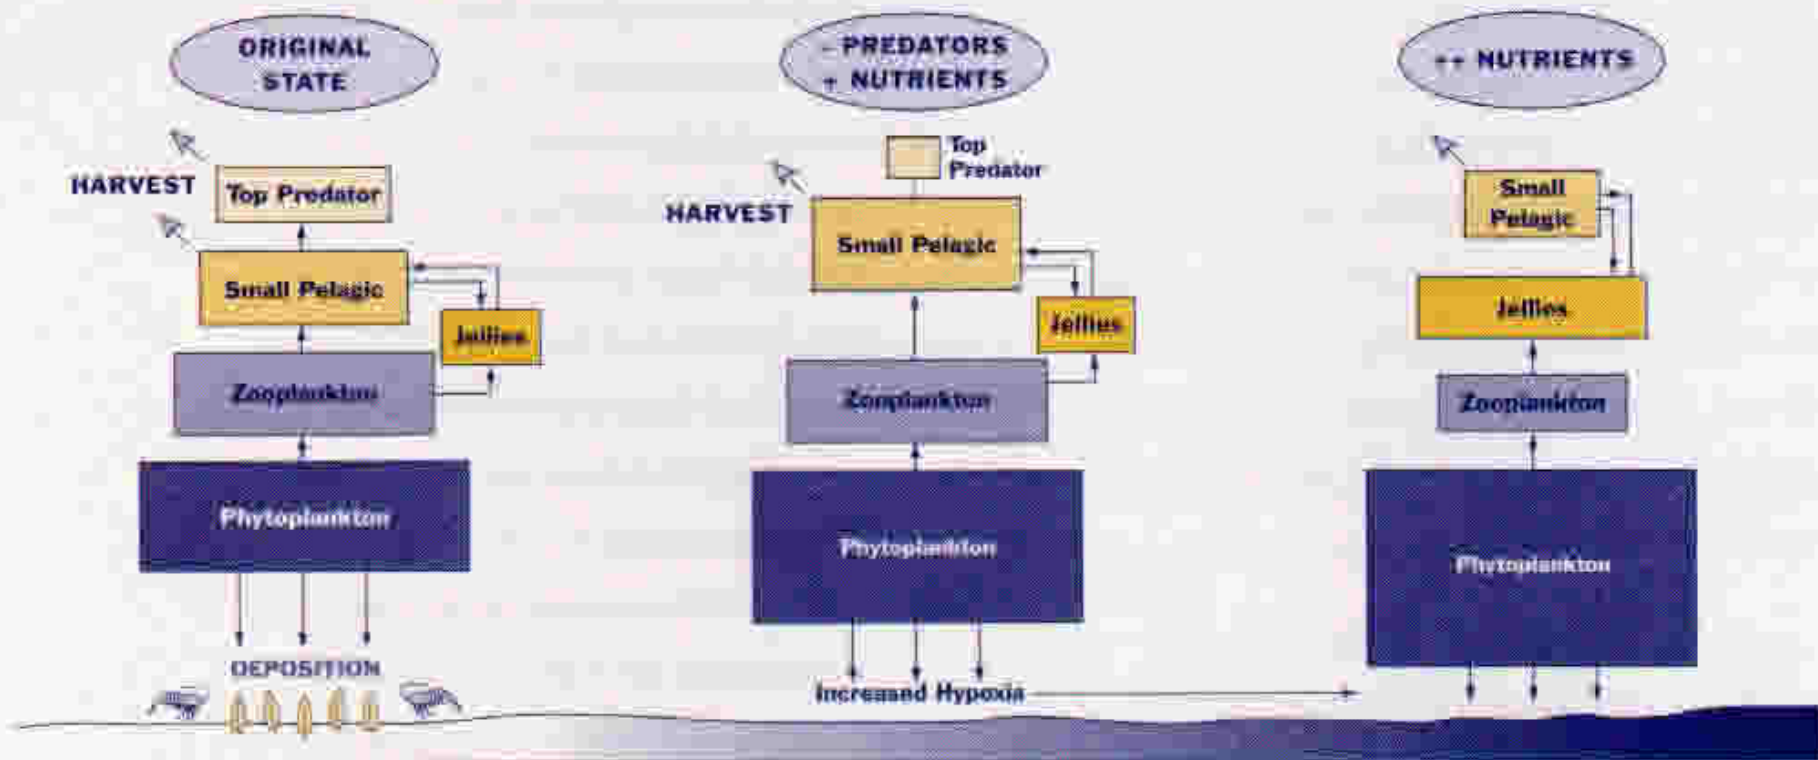 ORIGINAL
STATE
HARVEST
Top Predator
Small Pelagic
Jellies
Zooplankton
Phytoplankton
DEPOSITION
- PREDATORS
+ NUTRIENTS
Top
Predator
HARVEST
Small Pelagic
Jellies
Zooplankton
Phytoplankton
Increased Hypoxia
++ NUTRIENTS
Small
Pelagic
Jellies
Zooplankton
Phytoplankton